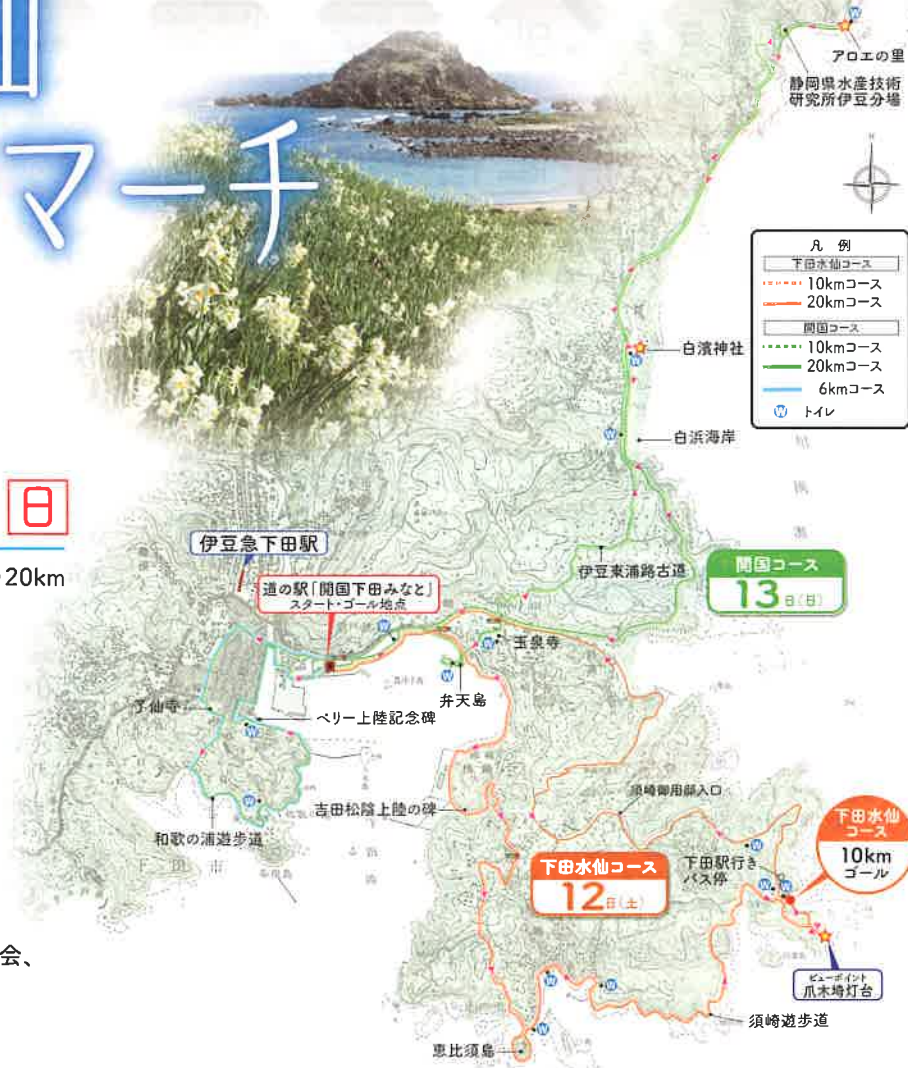 マーチ
日
20km
アロエの里
静岡県水産技術
研究所伊豆分場
凡 例
下田水仙コース
10kmコース
20kmコース
開国コース
10kmコース
20kmコース
6kmコース
W トイレ
白濱神社
W
白浜海岸
W
伊豆急下田駅
道の駅「開国下田みなと」
スタート・ゴール地点
伊豆東浦路古道
開国コース
13日(日)
玉泉寺
弁天島
ペリー上陸記念碑
了仙寺
吉田松陰上陸の碑
和歌の浦遊歩道
須崎御用邸入口
下田水仙コース
12日(土)
下田駅行き
バス停
下田水仙
コース
10km
ゴール
ビューポイント
爪木埼灯台
須崎遊歩道
恵比須島
会、